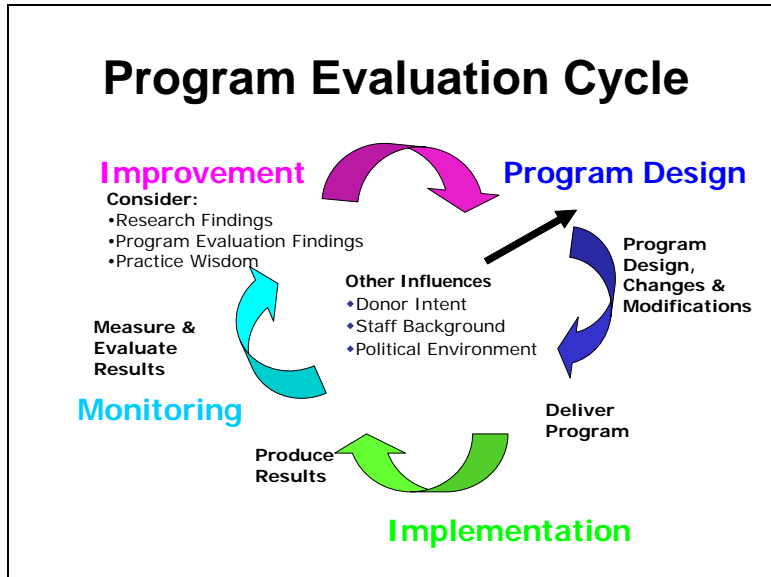 Program Evaluation Cycle
Improvement
Consider:
•Research Findings
•Program Evaluation Findings
•Practice Wisdom
Program Design
Program
Design,
Changes &
Modifications
Other Influences
◆Donor Intent
◆Staff Background
◆Political Environment
Measure &
Evaluate
Results
Monitoring
Deliver
Program
Produce
Results
Implementation